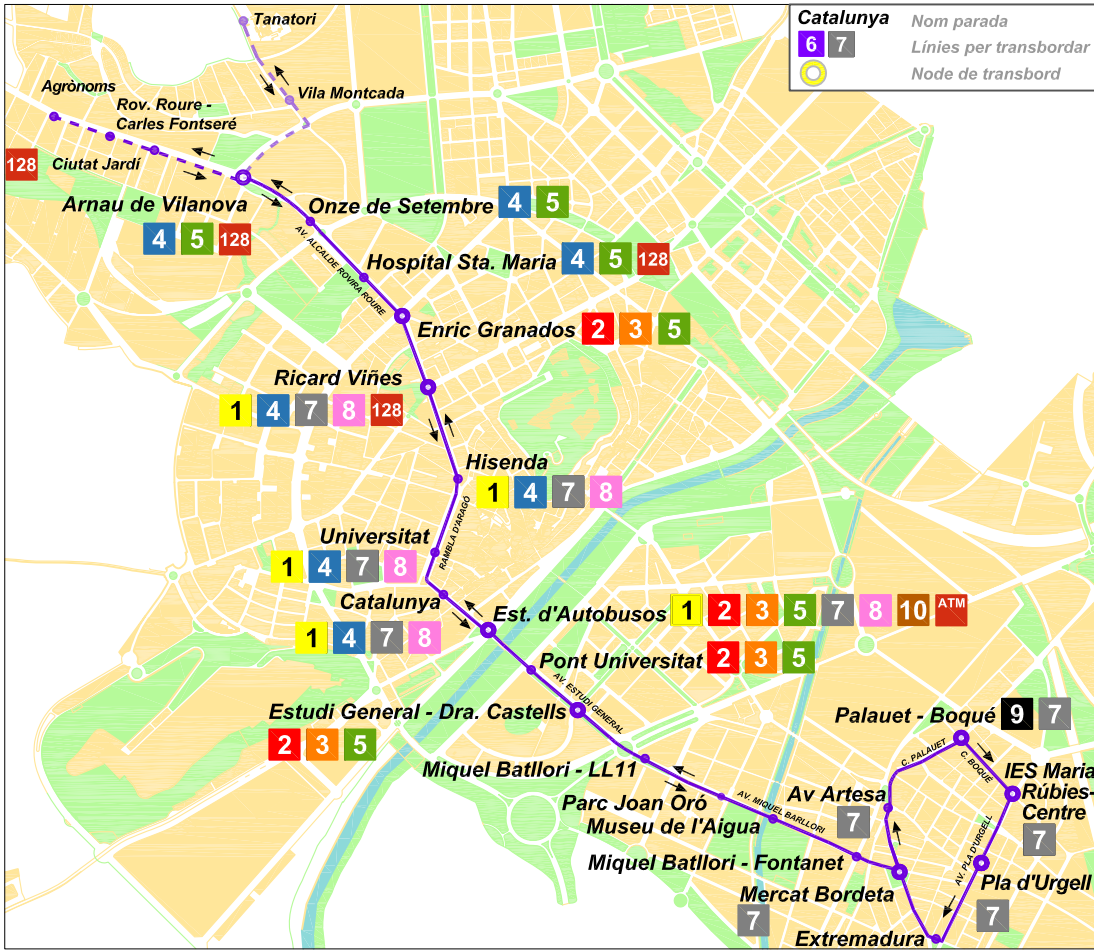 Catalunya
Nom parada
6 7
Línies per transbordar
Node de transbord
Tanatori
Vila Montcada
Agrònoms
Rov. Roure -
Carles Fontseré
Ciutat Jardí
128
Arnau de Vilanova
4 5 128
Onze de Setembre 4 5
AV. ALCALDE ROVIRA ROURE
Hospital Sta. Maria 4 5 128
Enric Granados 2 3 5
Ricard Viñes
1 4 7 8 128
Hisenda
1 4 7 8
RAMBLA D'ARAGÓ
Universitat
1 4 7 8
Catalunya
1 4 7 8
Est. d'Autobusos 1 2 3 5 7 8 10 ATM
Pont Universitat 2 3 5
AV. ESTUDI GENERAL
Estudi General - Dra. Castells
2 3 5
Miquel Batllori - LL11
Parc Joan Oró
Museu de l'Aigua
AV. MIQUEL BARLLORI
Miquel Batllori - Fontanet
Mercat Bordeta
7
Av Artesa
7
Palauet - Boqué 9 7
C. PALAUET
C. BOQUÉ
IES Maria
Rúbies-
Centre
7
AV. PLA D'URGELL
Pla d'Urgell
7
Extremadura